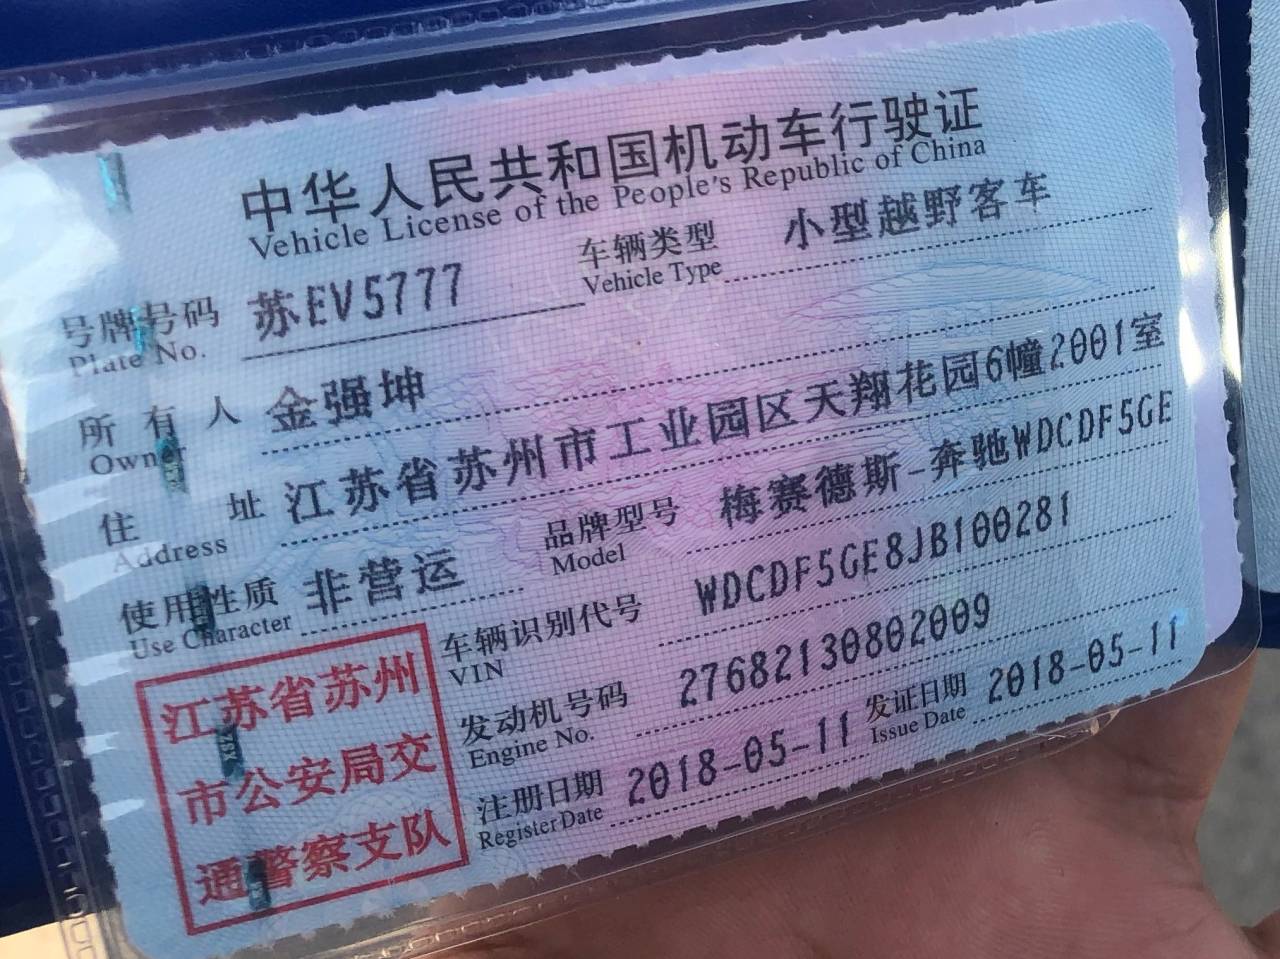 中华人民共和国机动车行驶证
Vehicle License of the People's Republic of China
号牌号码 苏EV5777 车辆类型 小型越野客车
Plate No. Vehicle Type
所有人 金强坤
Owner
住址 江苏省苏州市工业园区天翔花园6幢2001室
Address
使用性质 非营运 品牌型号 梅赛德斯-奔驰WDCDF5GE
Use Character Model
车辆识别代号 WDCDF5GE8JB100281
VIN
发动机号码 27682130802009
Engine No.
注册日期 2018-05-11 发证日期 2018-05-11
Register Date Issue Date
江苏省苏州
市公安局交
通警察支队